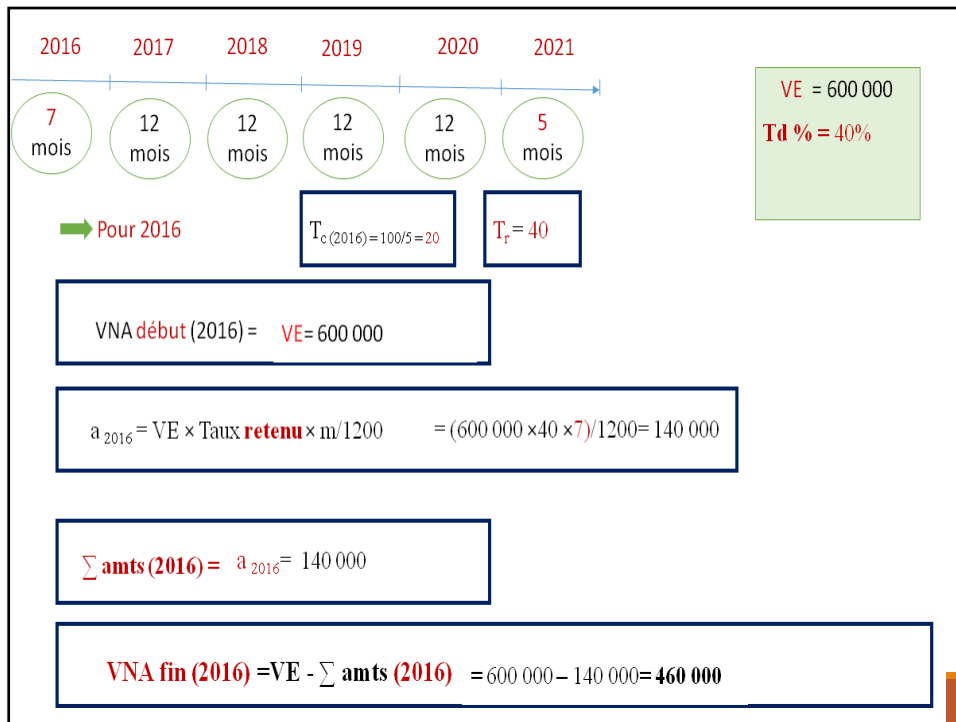 2016 2017 2018 2019 2020 2021
7 mois
12 mois
12 mois
12 mois
12 mois
5 mois
VE = 600 000
Td % = 40%
Pour 2016
Tc (2016) = 100/5 = 20
Tr = 40
VNA début (2016) = VE= 600 000
a 2016 = VE × Taux retenu × m/1200 = (600 000 ×40 ×7)/1200= 140 000
∑ amts (2016) = a 2016= 140 000
VNA fin (2016) =VE - ∑ amts (2016) = 600 000 – 140 000= 460 000